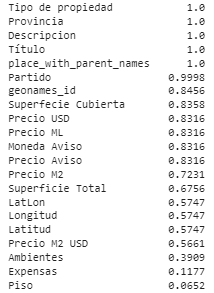 Tipo de propiedad 1.0
Provincia 1.0
Descripcion 1.0
Título 1.0
place_with_parent_names 1.0
Partido 0.9998
geonames_id 0.8456
Superfecie Cubierta 0.8358
Precio USD 0.8316
Precio ML 0.8316
Moneda Aviso 0.8316
Precio Aviso 0.8316
Precio M2 0.7231
Superficie Total 0.6756
LatLon 0.5747
Longitud 0.5747
Latitud 0.5747
Precio M2 USD 0.5661
Ambientes 0.3909
Expensas 0.1177
Piso 0.0652